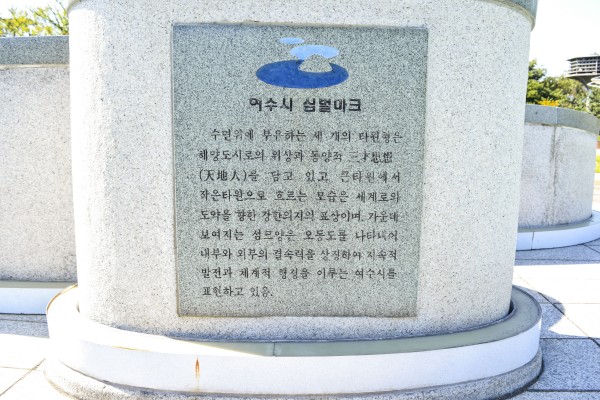 여수시 심벌마크
수면위에 부유하는 세 개의 타원형은
해양도시로의 위상과 동양적 三才思想
(天地人)를 담고 있고 큰타원에서
작은타원으로 흐르는 모습은 세계로의
도약을 향한 강한의지의 표상이며, 가운데
보여지는 섬모양은 오동도를 나타내어
내부와 외부의 결속력을 상징하여 지속적
발전과 체계적 행정을 이루는 여수시를
표현하고 있음.